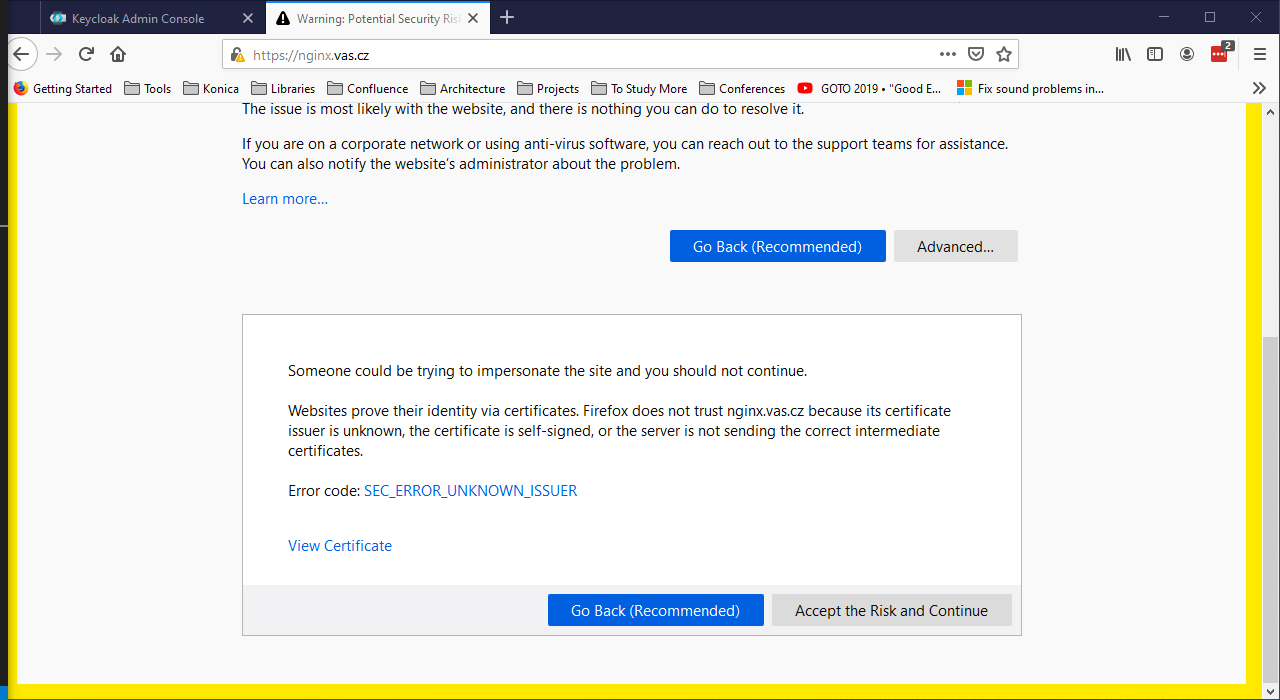 Keycloak Admin Console
Warning: Potential Security Ris
https://nginx.vas.cz
2
Getting Started
Tools
Konica
Libraries
Confluence
Architecture
Projects
To Study More
Conferences
GOTO 2019 • "Good E...
Fix sound problems in...
The issue is most likely with the website, and there is nothing you can do to resolve it.
If you are on a corporate network or using anti-virus software, you can reach out to the support teams for assistance.
You can also notify the website's administrator about the problem.
Learn more...
Go Back (Recommended)
Advanced...
Someone could be trying to impersonate the site and you should not continue.
Websites prove their identity via certificates. Firefox does not trust nginx.vas.cz because its certificate
issuer is unknown, the certificate is self-signed, or the server is not sending the correct intermediate
certificates.
Error code: SEC_ERROR_UNKNOWN_ISSUER
View Certificate
Go Back (Recommended)
Accept the Risk and Continue